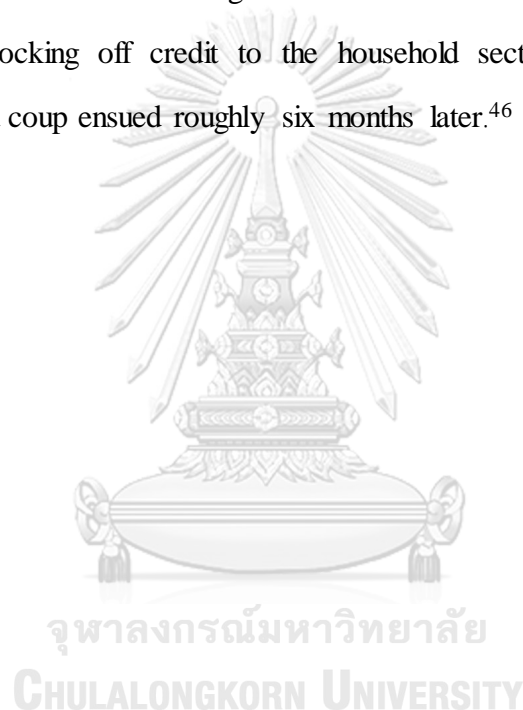 ocking off credit to the household sect
coup ensued roughly six months later.46
จุฬาลงกรณ์มหาวิทยาลัย
CHULALONGKORN UNIVERSITY